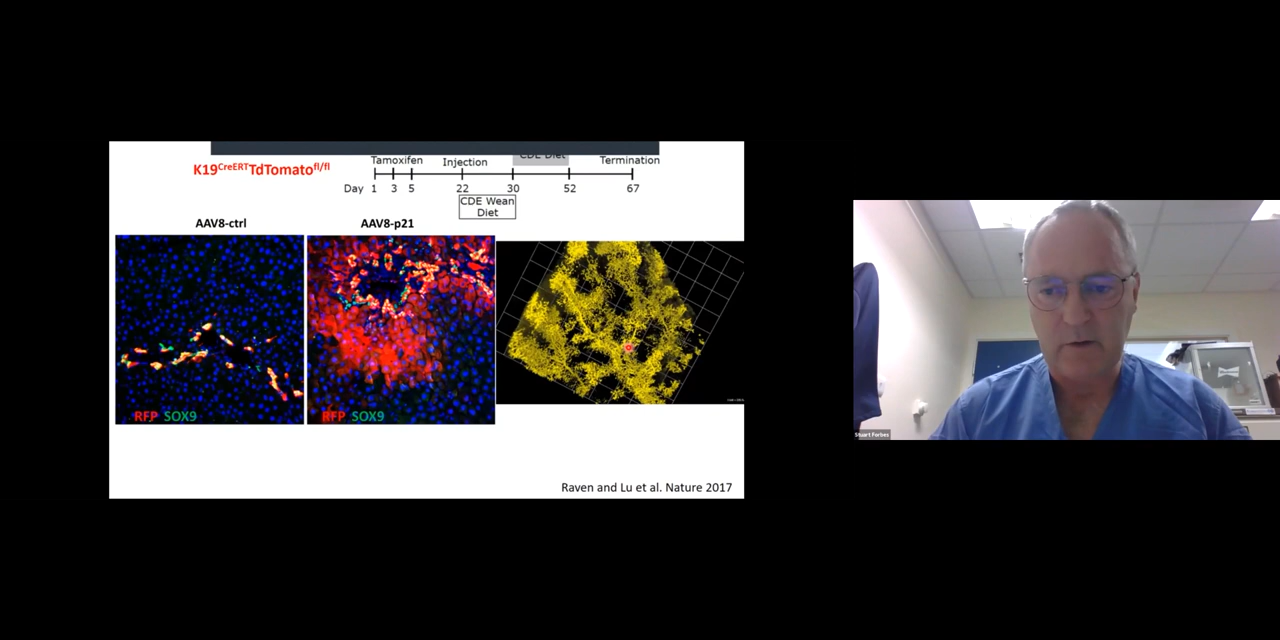 CDE Diet
K19CreERTTdTomatofl/fl
Tamoxifen
Injection
Termination
Day 1 3 5 22 30 52 67
CDE Wean
Diet
AAV8-ctrl
AAV8-p21
RFP SOX9
RFP SOX9
Raven and Lu et al. Nature 2017
Stuart Forbes